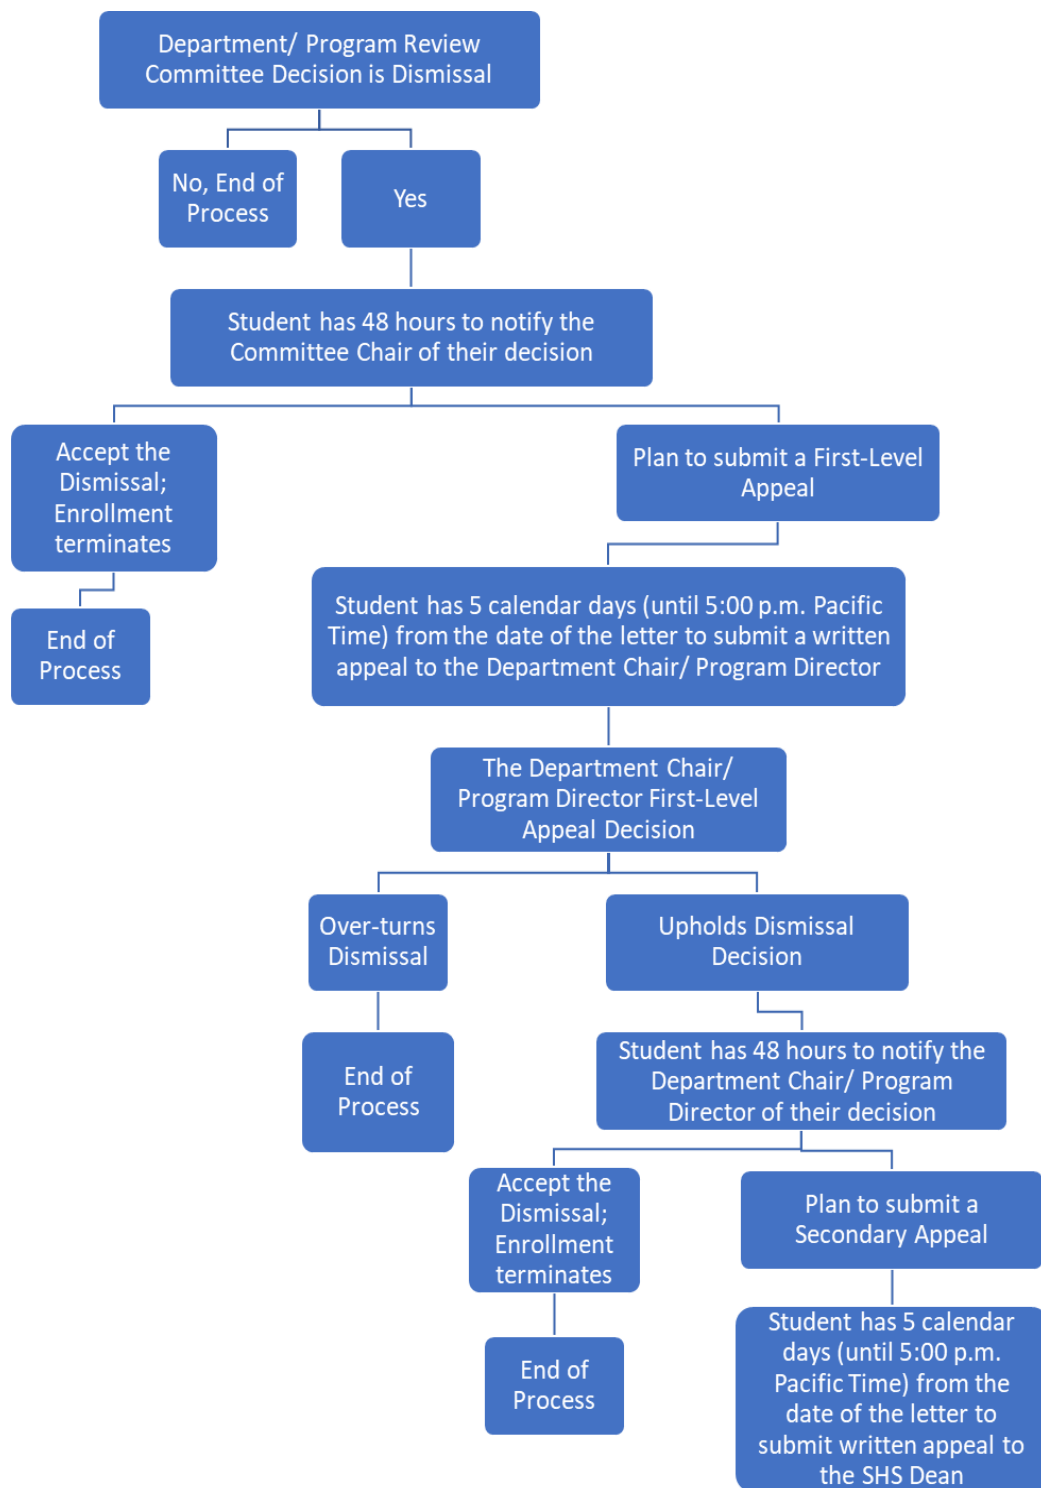 Department/ Program Review
Committee Decision is Dismissal
No, End of
Process
Yes
Student has 48 hours to notify the
Committee Chair of their decision
Accept the
Dismissal;
Enrollment
terminates
End of
Process
Plan to submit a First-Level
Appeal
Student has 5 calendar days (until 5:00 p.m. Pacific
Time) from the date of the letter to submit a written
appeal to the Department Chair/ Program Director
The Department Chair/
Program Director First-Level
Appeal Decision
Over-turns
Dismissal
End of
Process
Upholds Dismissal
Decision
Student has 48 hours to notify the
Department Chair/ Program
Director of their decision
Accept the
Dismissal;
Enrollment
terminates
End of
Process
Plan to submit a
Secondary Appeal
Student has 5 calendar
days (until 5:00 p.m.
Pacific Time) from the
date of the letter to
submit written appeal to
the SHS Dean